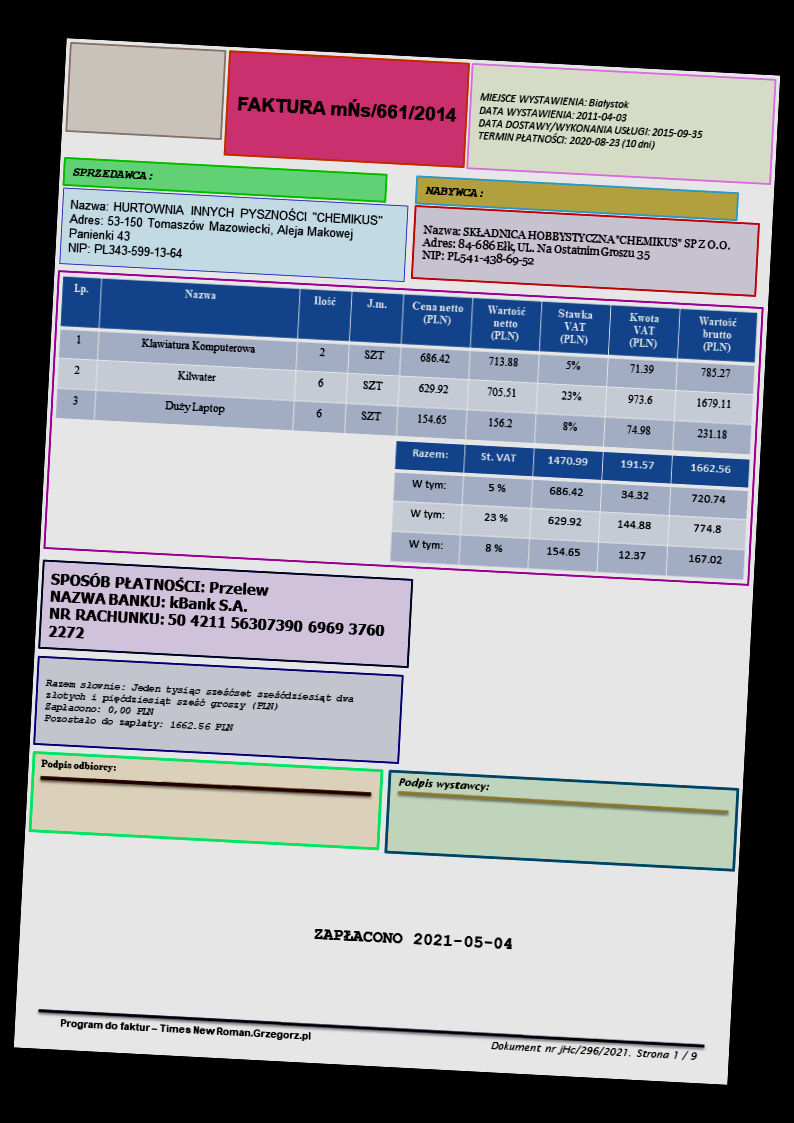 FAKTURA mŃs/661/2014
MIEJSCE WYSTAWIENIA: Białystok
DATA WYSTAWIENIA: 2011-04-03
DATA DOSTAWY/WYKONANIA USŁUGI: 2015-09-35
TERMIN PŁATNOŚCI: 2020-08-23 (10 dni)
SPRZEDAWCA:
Nazwa: HURTOWNIA INNYCH PYSZNOŚCI "CHEMIKUS"
Adres: 53-150 Tomaszów Mazowiecki, Aleja Makowej
Panienki 43
NIP: PL343-599-13-64
NABYWCA:
Nazwa: SKŁADNICA HOBBYSTYCZNA "CHEMIKUS" SP Z O.O.
Adres: 84-686 Ełk, UL. Na Ostatnim Groszu 35
NIP: PL541-438-69-52
Lp. Nazwa Ilość J.m. Cena netto (PLN) Wartość netto (PLN) Stawka VAT (PLN) Kwota VAT (PLN) Wartość brutto (PLN)
1 Klawiatura Komputerowa 2 SZT 686.42 713.88 5% 71.39 785.27
2 Kilwater 6 SZT 629.92 705.51 23% 973.6 1679.11
3 Duży Laptop 6 SZT 154.65 156.2 8% 74.98 231.18
Razem: St. VAT 1470.99 191.57 1662.56
W tym: 5 % 686.42 34.32 720.74
W tym: 23 % 629.92 144.88 774.8
W tym: 8 % 154.65 12.37 167.02
SPOSÓB PŁATNOŚCI: Przelew
NAZWA BANKU: kBank S.A.
NR RACHUNKU: 50 4211 56307390 6969 3760
2272
Razem słownie: Jeden tysiąc sześćset sześćdziesiąt dwa
złotych i pięćdziesiąt sześć groszy (PLN)
Zapłacono: 0,00 PLN
Pozostało do zapłaty: 1662.56 PLN
Podpis odbiorcy:
Podpis wystawcy:
ZAPŁACONO 2021-05-04
Program do faktur – Times New Roman.Grzegorz.pl
Dokument nr jHc/296/2021. Strona 1 / 9